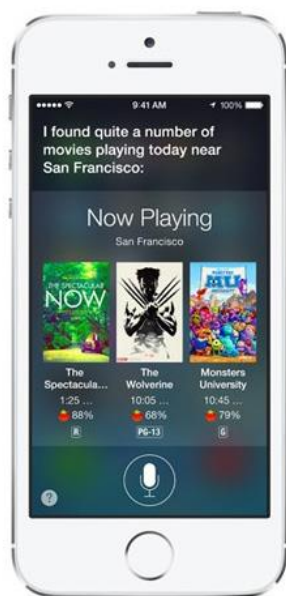 9:41 AM
100%
I found quite a number of
movies playing today near
San Francisco:
Now Playing
San Francisco
THE SPECTACULAR
NOW
MU
The
Spectacula...
The
Wolverine
Monsters
University
1:25 ...
10:05 ...
10:45 ...
88%
68%
79%
R
PG-13
G
?